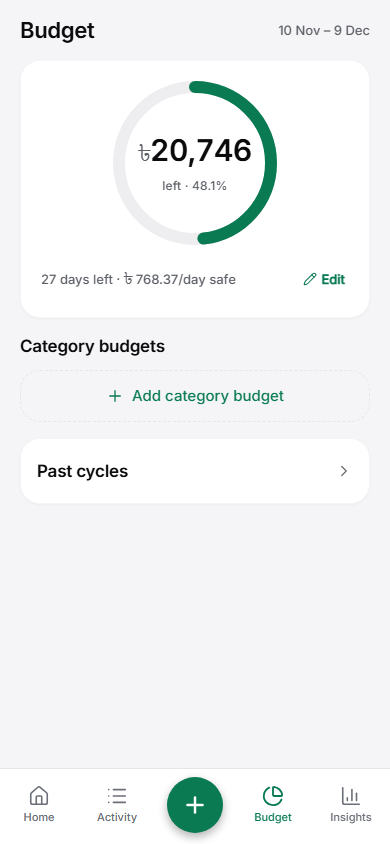 Budget
10 Nov – 9 Dec
৳20,746
left · 48.1%
27 days left · ৳ 768.37/day safe
Edit
Category budgets
+ Add category budget
Past cycles
Home
Activity
Budget
Insights